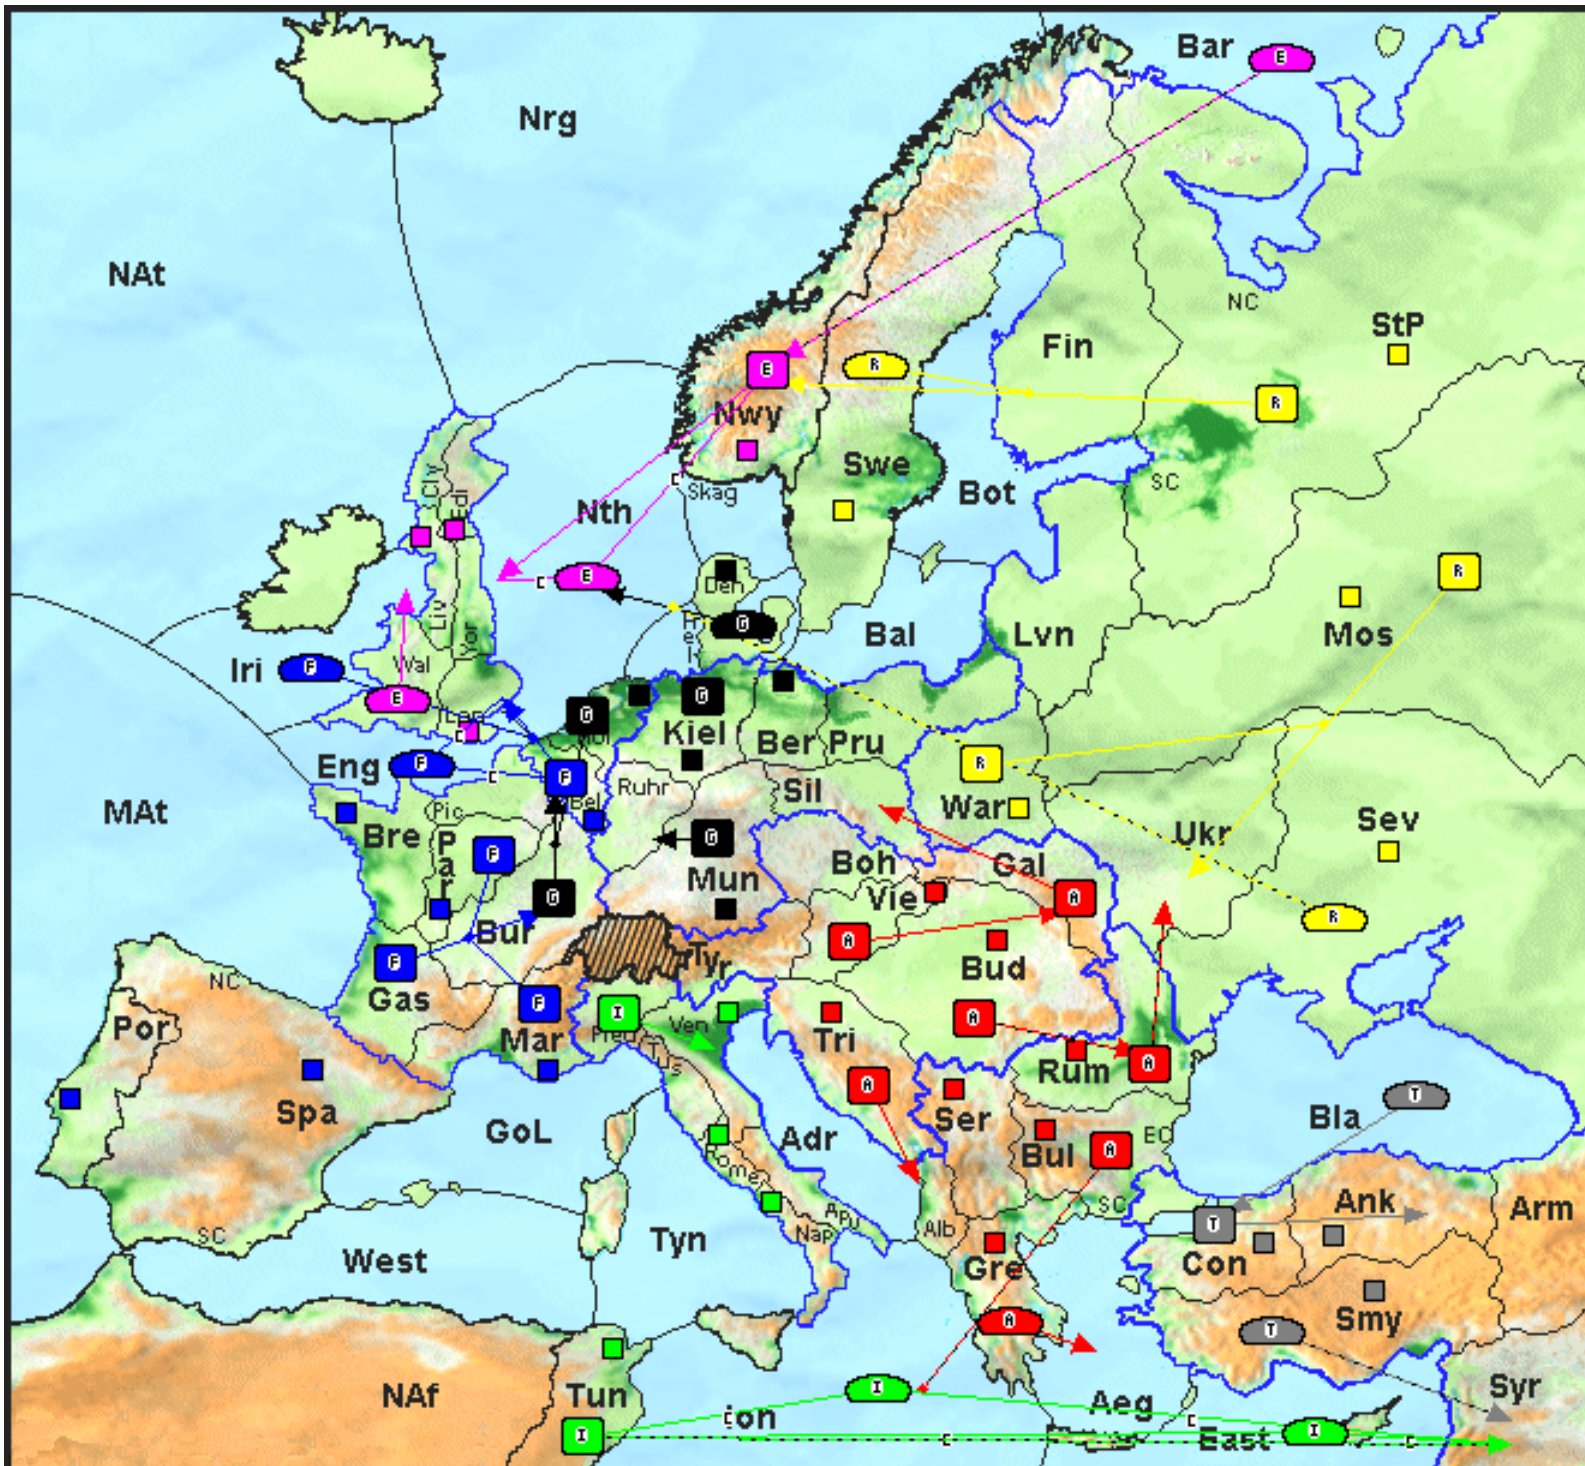 Bar
E
Nrg
NAt
NC
StP
Fin
E
R
R
Nwy
Cly
Edi
Swe
SC
Skag
Bot
Nth
C
R
E
C
Den
G
Hel
Liv
Yor
Bal
Lvn
Mos
Iri
F
Wal
E
G
G
Lon
C
Kiel
Ber
Pru
Eng
F
C
F
R
Ruhr
Sil
War
MAt
Pic
Bel
Bre
Par
F
G
Boh
Gal
Ukr
Sev
Mun
Vie
G
A
R
Bur
A
Tyr
Bud
F
Gas
NC
F
I
A
Por
Mar
Pied
Ven
Tri
Tus
Rum
A
A
T
Spa
GoL
Adr
Ser
Bla
Bul
A
EC
Rome
SC
Ank
Arm
SC
West
Tyn
Apu
Nap
Alb
T
Con
Gre
A
T
Smy
NAf
Tun
I
Ion
C
Aeg
C
Syr
I
C
East
I
C